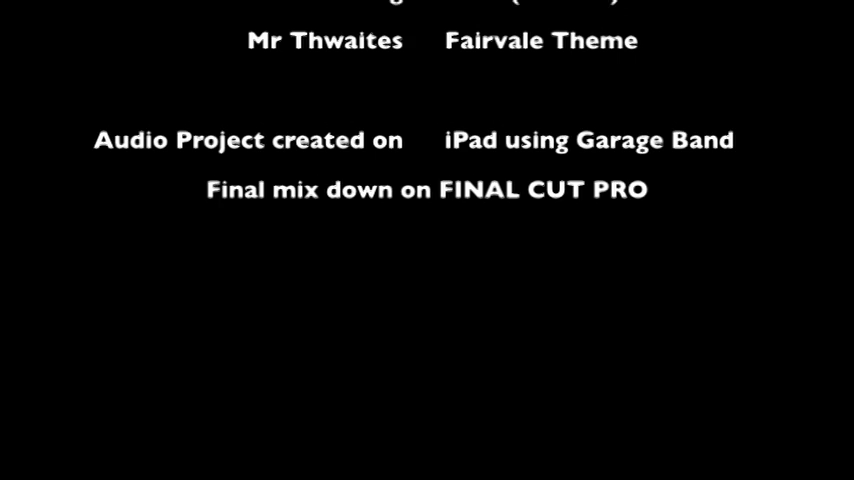 Mr Thwaites Fairvale Theme
Audio Project created on iPad using Garage Band
Final mix down on FINAL CUT PRO